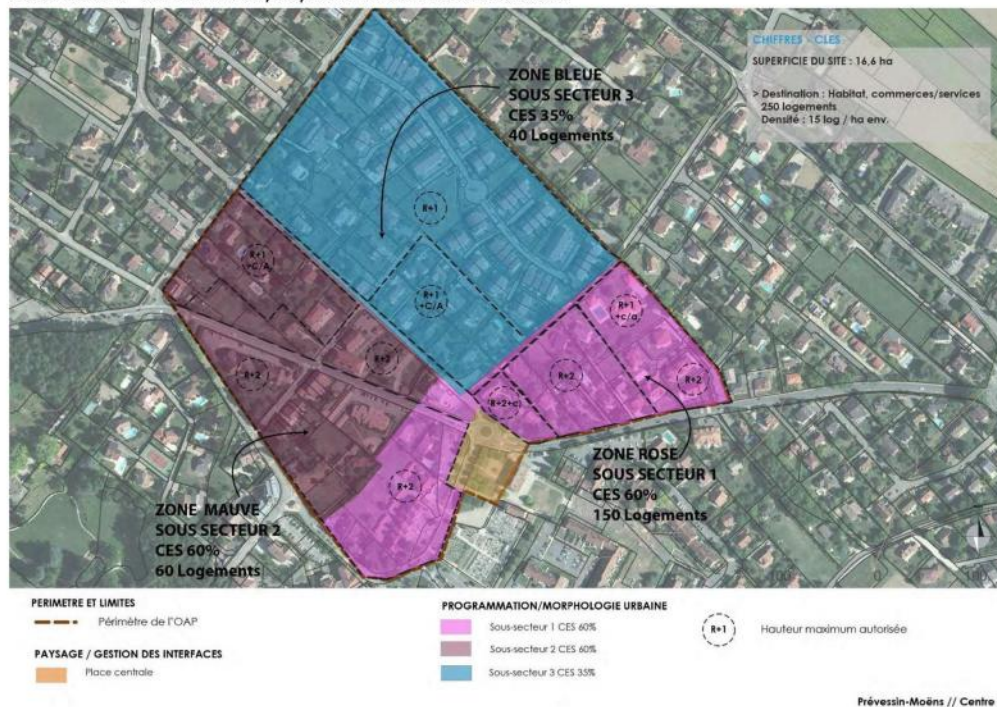 CHIFFRES - CLES
SUPERFICIE DU SITE : 16,6 ha
> Destination : Habitat, commerces/services
250 logements
Densité : 15 log / ha env.
ZONE BLEUE
SOUS SECTEUR 3
CES 35%
40 Logements
R+1
R+1
+C/A
R+1
+C/A
R+1
+c/a
R+2
R+2
R+2
R+2
R+2+c
R+2
ZONE ROSE
SOUS SECTEUR 1
CES 60%
150 Logements
ZONE MAUVE
SOUS SECTEUR 2
CES 60%
60 Logements
100
0
100
PERIMETRE ET LIMITES
Périmètre de l'OAP
PAYSAGE / GESTION DES INTERFACES
Place centrale
PROGRAMMATION/MORPHOLOGIE URBAINE
Sous-secteur 1 CES 60%
Sous-secteur 2 CES 60%
Sous-secteur 3 CES 35%
R+1
Hauteur maximum autorisée
Prévessin-Moëns // Centre